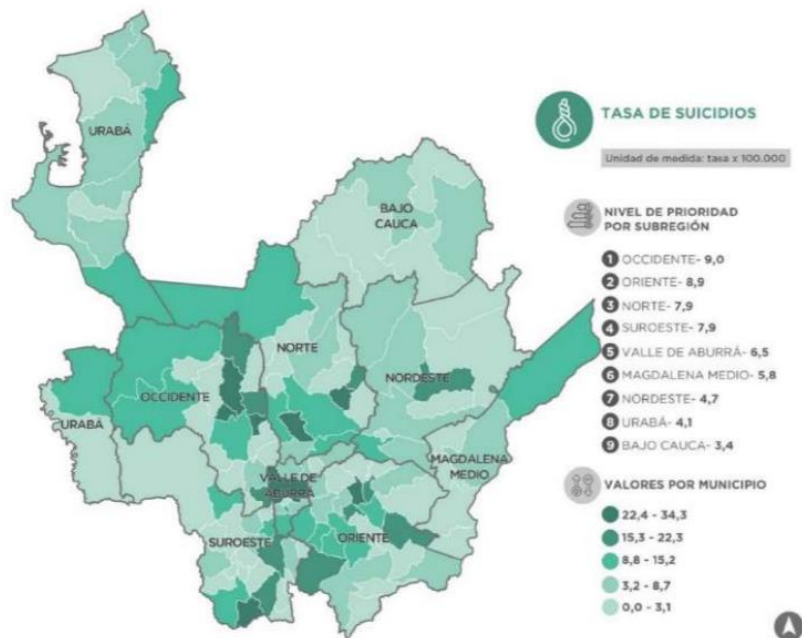 URABÁ
BAJO
CAUCA
NORTE
NORDESTE
OCCIDENTE
URABÁ
MAGDALENA
MEDIO
VALLE DE
ABURRÁ
SUROESTE
ORIENTE
TASA DE SUICIDIOS
Unidad de medida: tasa x 100.000
NIVEL DE PRIORIDAD
POR SUBREGIÓN
1 OCCIDENTE- 9,0
2 ORIENTE- 8,9
3 NORTE- 7,9
4 SUROESTE- 7,9
5 VALLE DE ABURRÁ- 6,5
6 MAGDALENA MEDIO- 5,8
7 NORDESTE- 4,7
8 URABÁ- 4,1
9 BAJO CAUCA- 3,4
VALORES POR MUNICIPIO
22,4 - 34,3
15,3 - 22,3
8,8 - 15,2
3,2 - 8,7
0,0 - 3,1